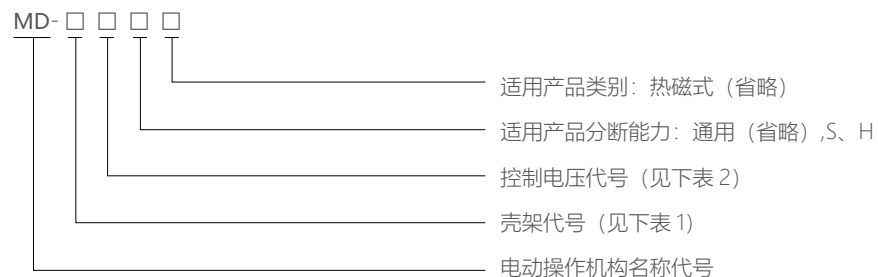 MD-□ □ □ □
适用产品类别：热磁式（省略）
适用产品分断能力：通用（省略）,S、H
控制电压代号（见下表 2）
壳架代号（见下表 1）
电动操作机构名称代号